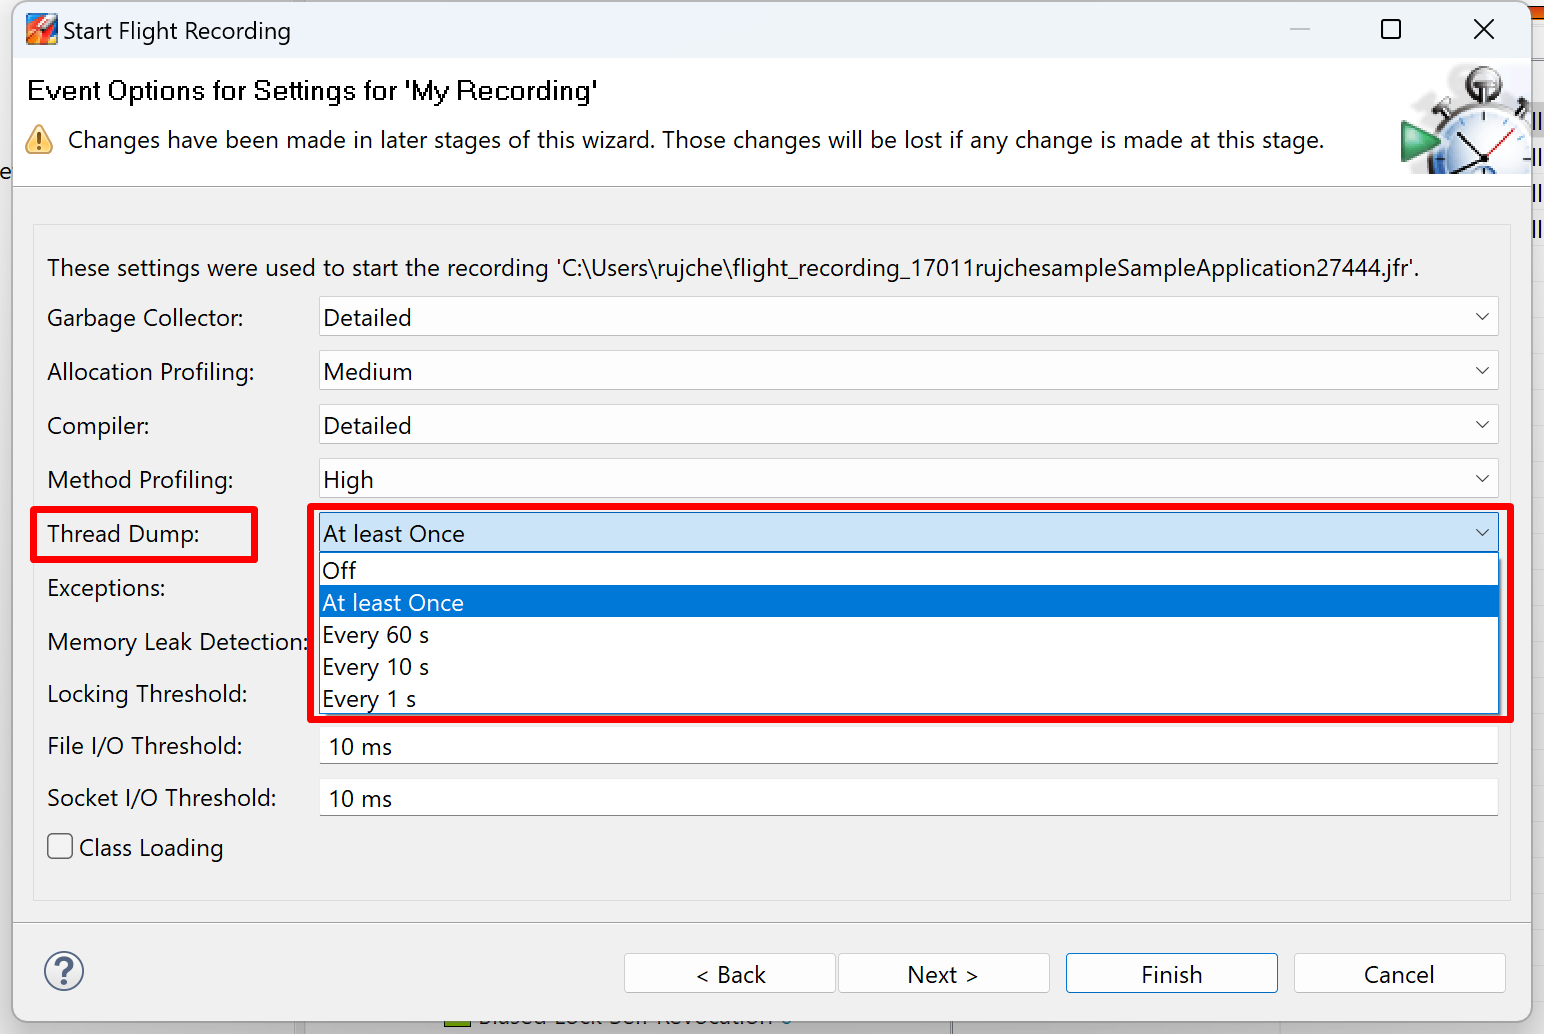 Start Flight Recording
Event Options for Settings for 'My Recording'
Changes have been made in later stages of this wizard. Those changes will be lost if any change is made at this stage.
These settings were used to start the recording 'C:\Users\rujche\flight_recording_17011rujchesampleSampleApplication27444.jfr'.
Garbage Collector: Detailed
Allocation Profiling: Medium
Compiler: Detailed
Method Profiling: High
Thread Dump: At least Once
Off
Exceptions:
At least Once
Every 60 s
Memory Leak Detection:
Every 10 s
Locking Threshold:
Every 1 s
File I/O Threshold: 10 ms
Socket I/O Threshold: 10 ms
Class Loading
?
< Back Next > Finish Cancel